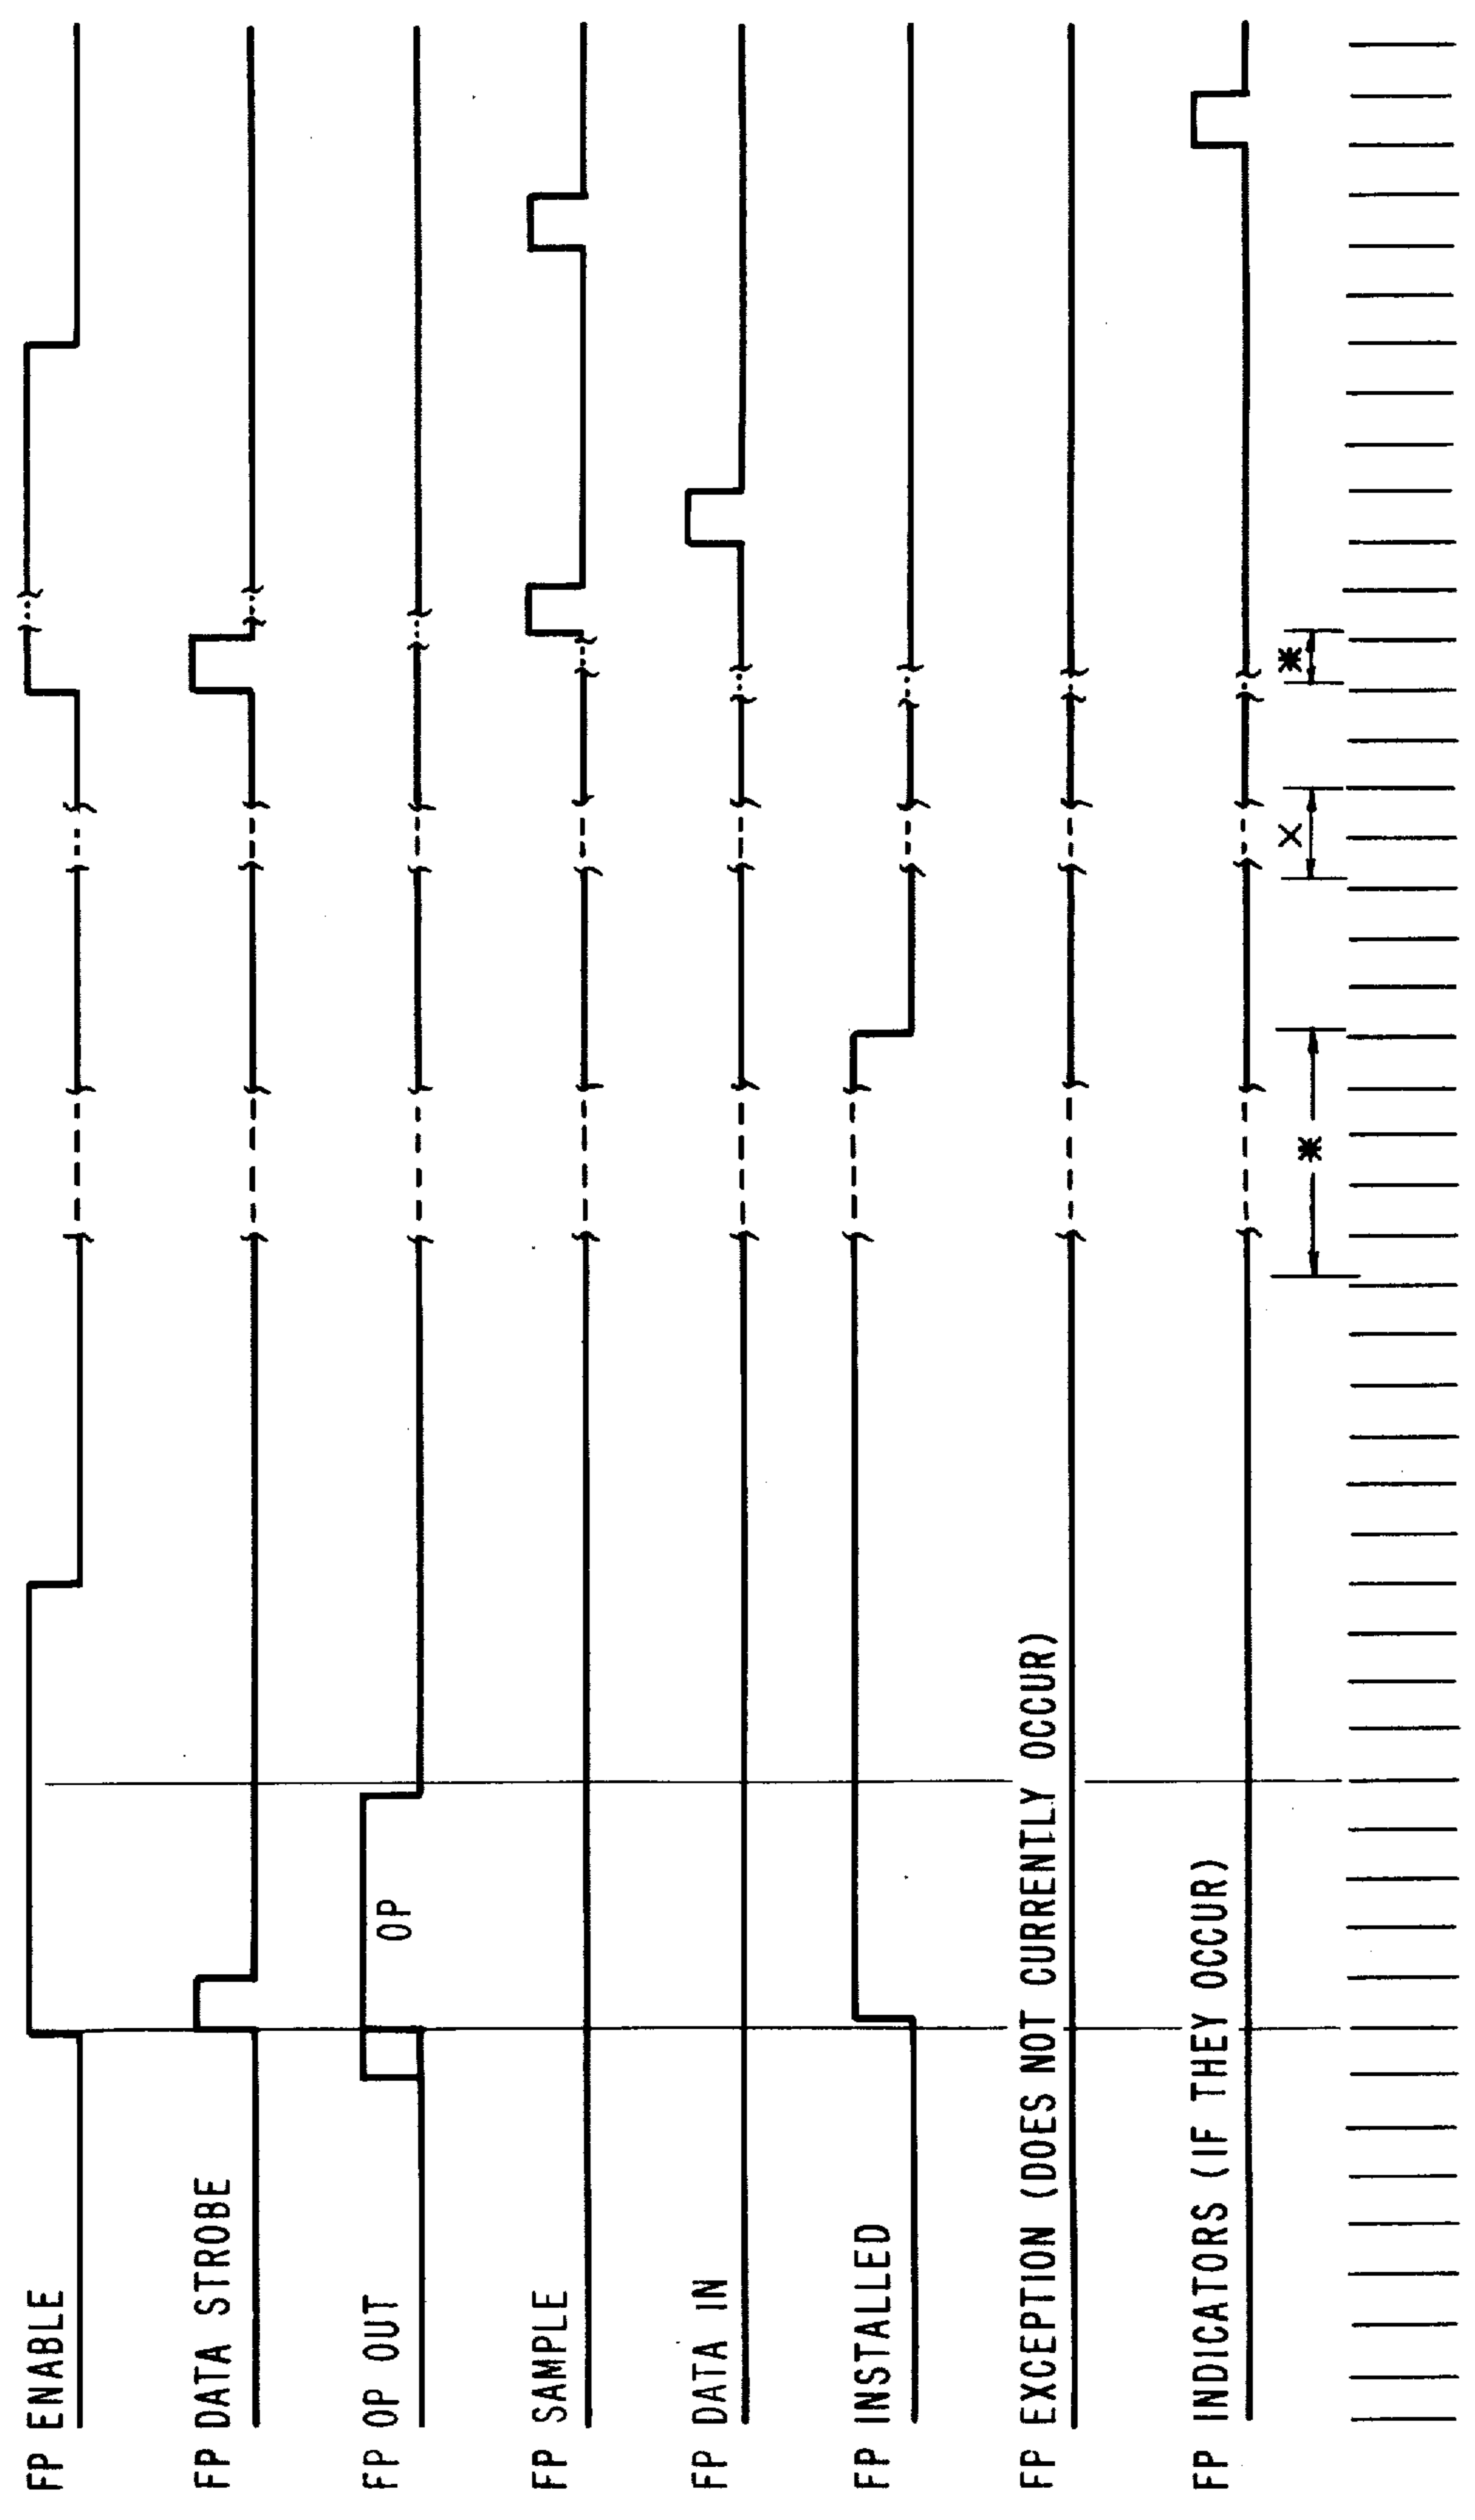 FP ENABLE
FP DATA STROBE
FP OP OUT
OP
FP SAMPLE
FP DATA IN
FP INSTALLED
FP EXCEPTION (DOES NOT CURRENTLY OCCUR)
FP INDICATORS (IF THEY OCCUR)
*
X
*